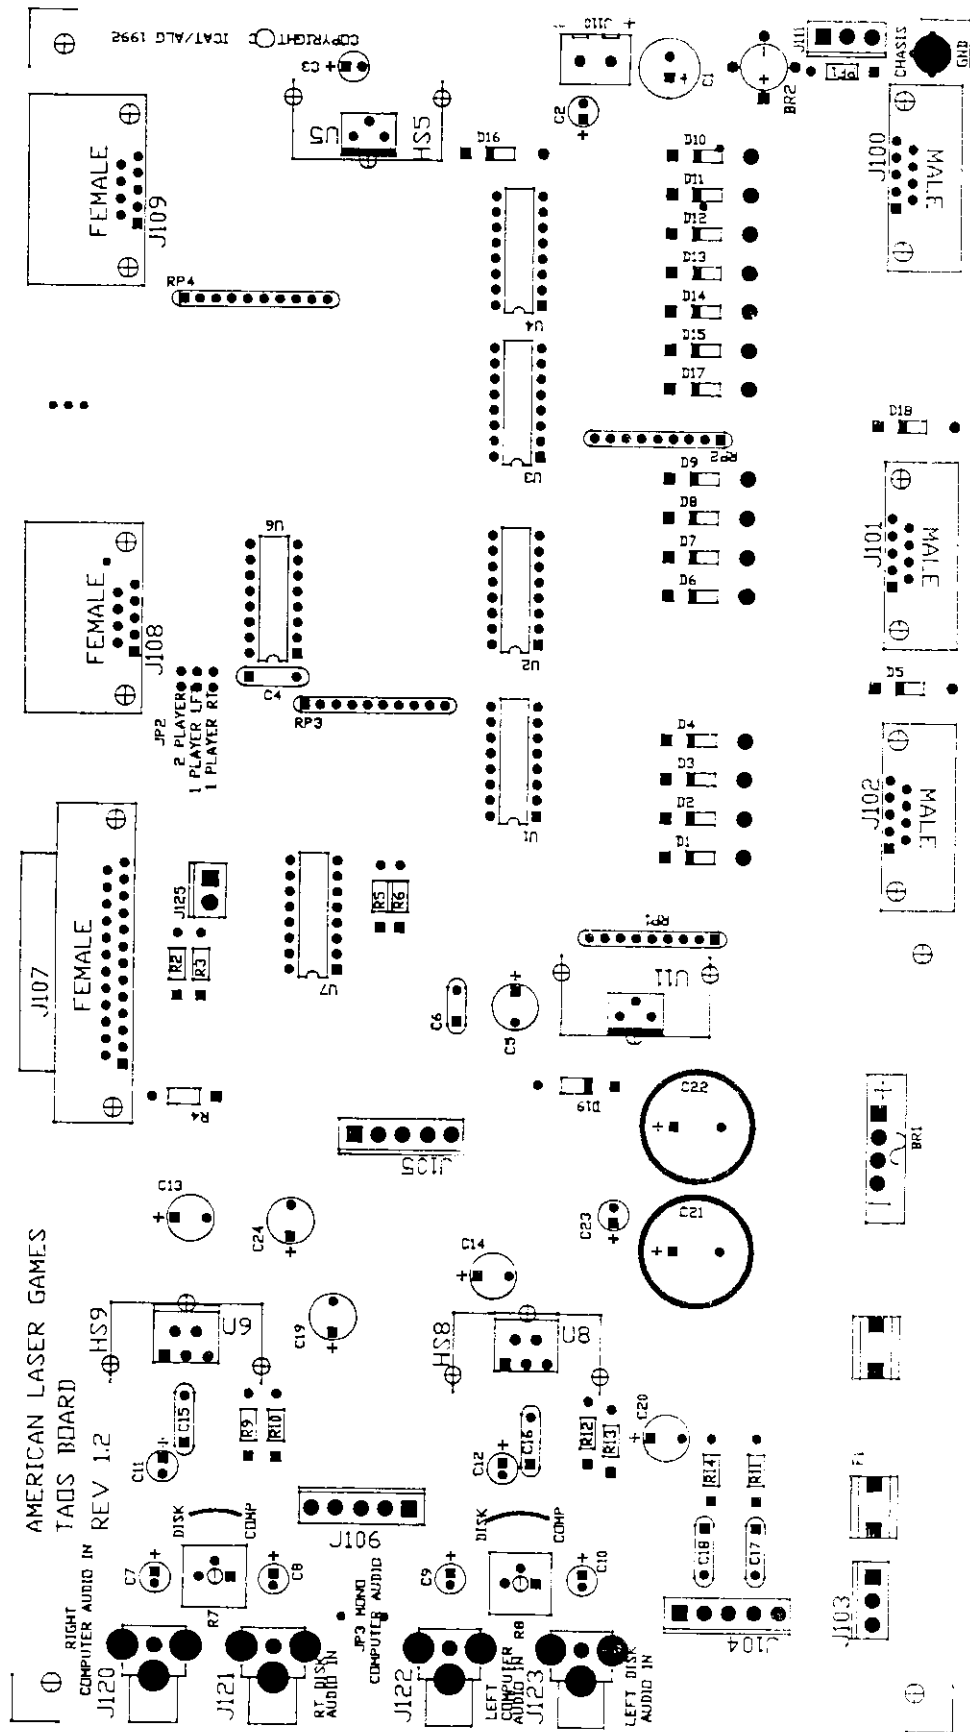 COPYRIGHT C ICAT/ALG 1992
C3 +
J110 +
C1 +
C2 +
BR2
- +
J111
PF1
CHASIS
GND
FEMALE
J109
U5
HS5
D16
J100
MALE
RP4
U4
D10
D11
D12
D13
D14
D15
D17
U3
RP2
D18
D9
D8
D7
D6
J101
MALE
FEMALE
J108
U6
C4
U2
JP2
2 PLAYER
1 PLAYER LFT
1 PLAYER RT
RP3
D5
D4
D3
D2
D1
U1
J102
MALE
J107
FEMALE
J125
R2
R3
R5
R6
U7
RP1
U11
C6
C5 +
R4
D19
C22 +
J105
BR1
+
C13 +
C24 +
C23 +
C21 +
C14 +
C19 +
AMERICAN LASER GAMES
TAOS BOARD
REV 1.2
HS9
U9
HS8
U8
C15
C11 +
R9
R10
C16
C12 +
R12
R13
C20 +
R14
R11
F1
DISK
COMP
J106
DISK
COMP
C7 +
R7
C8 +
C9 +
R8
C10 +
C18
C17
J103
J104
RIGHT
COMPUTER AUDIO IN
J120
J121
RT DISK
AUDIO IN
JP3 MONO
COMPUTER AUDIO
J122
LEFT
COMPUTER
AUDIO IN
J123
LEFT DISK
AUDIO IN